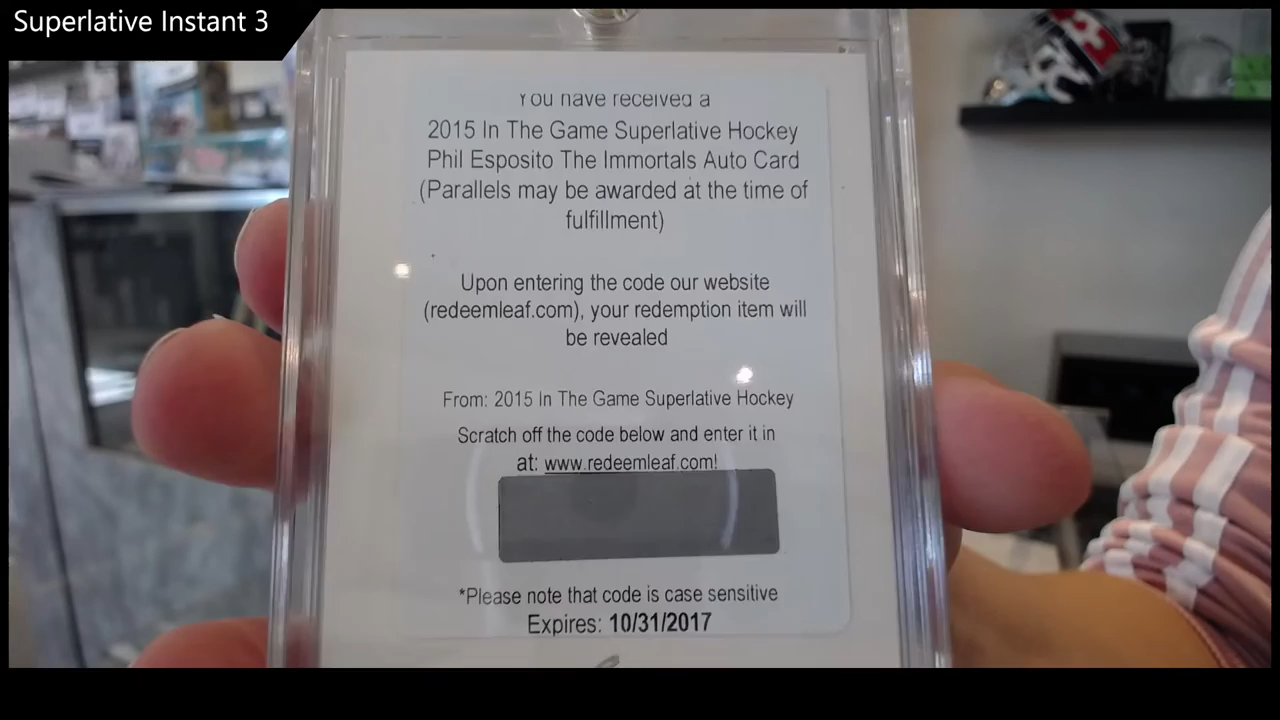 Superlative Instant 3
You have received a
2015 In The Game Superlative Hockey
Phil Esposito The Immortals Auto Card
(Parallels may be awarded at the time of
fulfillment)
Upon entering the code our website
(redeemleaf.com), your redemption item will
be revealed
From: 2015 In The Game Superlative Hockey
Scratch off the code below and enter it in
at: www.redeemleaf.com!
*Please note that code is case sensitive
Expires: 10/31/2017